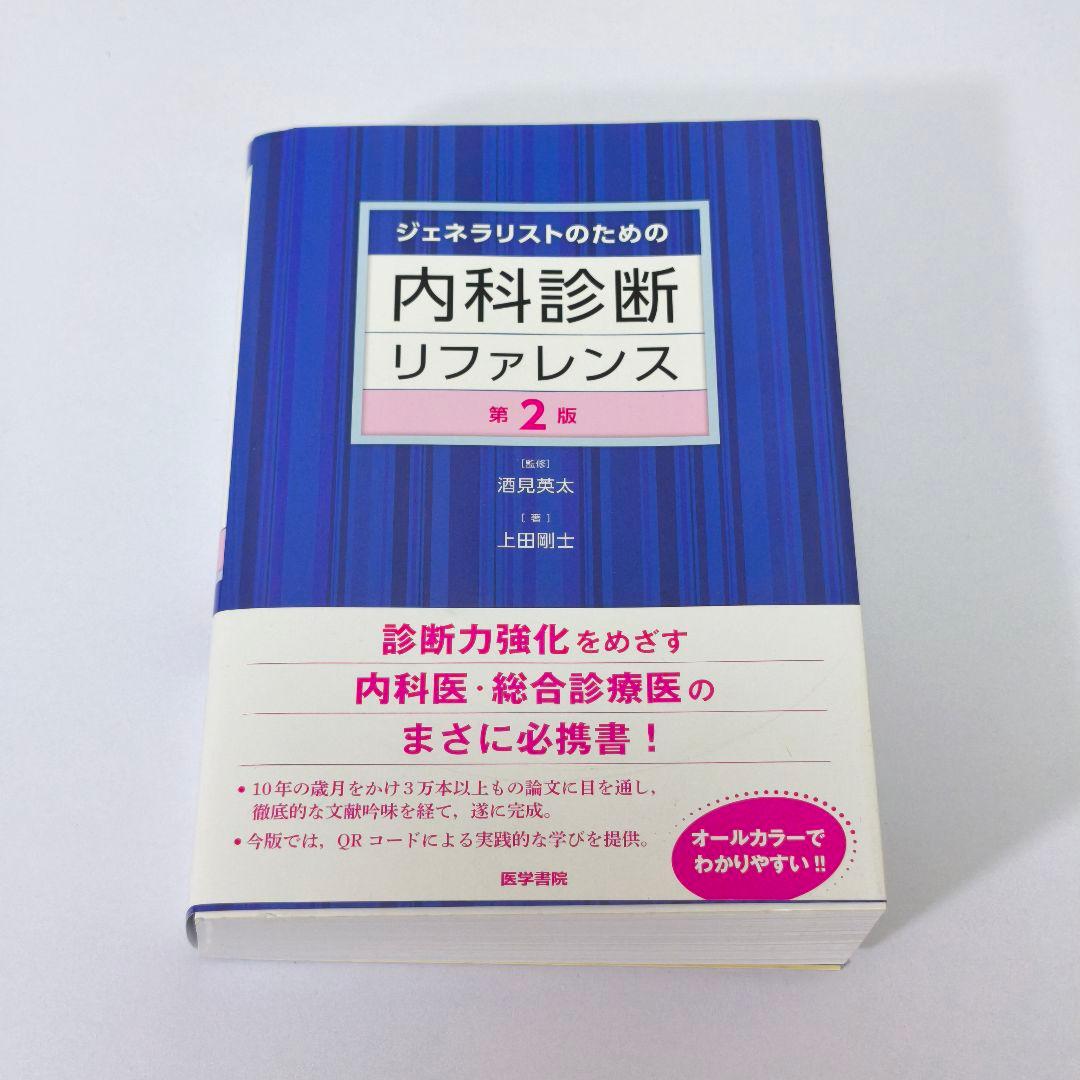 ジェネラリストのための
内科診断
リファレンス
第2版
［監修］
酒見英太
［著］
上田剛士
診断力強化をめざす
内科医・総合診療医の
まさに必携書！
• 10年の歳月をかけ3万本以上もの論文に目を通し，
徹底的な文献吟味を経て，遂に完成。
• 今版では，QRコードによる実践的な学びを提供。
オールカラーで
わかりやすい!!
医学書院